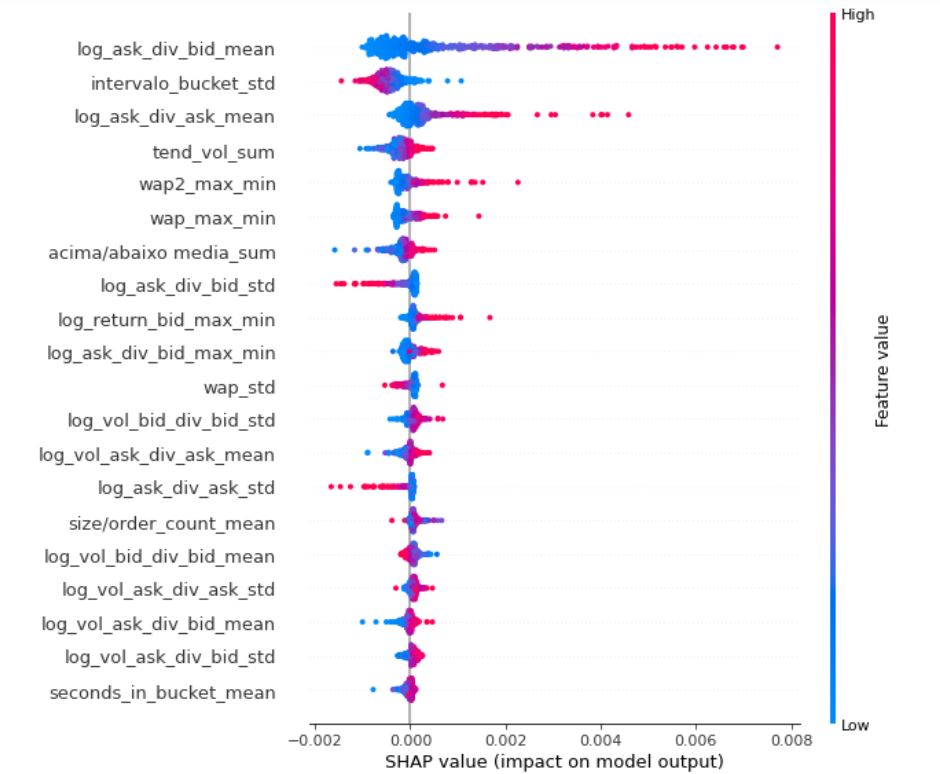 High
log_ask_div_bid_mean
intervalo_bucket_std
log_ask_div_ask_mean
tend_vol_sum
wap2_max_min
wap_max_min
acima/abaixo media_sum
log_ask_div_bid_std
log_return_bid_max_min
log_ask_div_bid_max_min
wap_std
log_vol_bid_div_bid_std
log_vol_ask_div_ask_mean
log_ask_div_ask_std
size/order_count_mean
log_vol_bid_div_bid_mean
log_vol_ask_div_ask_std
log_vol_ask_div_bid_mean
log_vol_ask_div_bid_std
seconds_in_bucket_mean
Feature value
Low
−0.002 0.000 0.002 0.004 0.006 0.008
SHAP value (impact on model output)